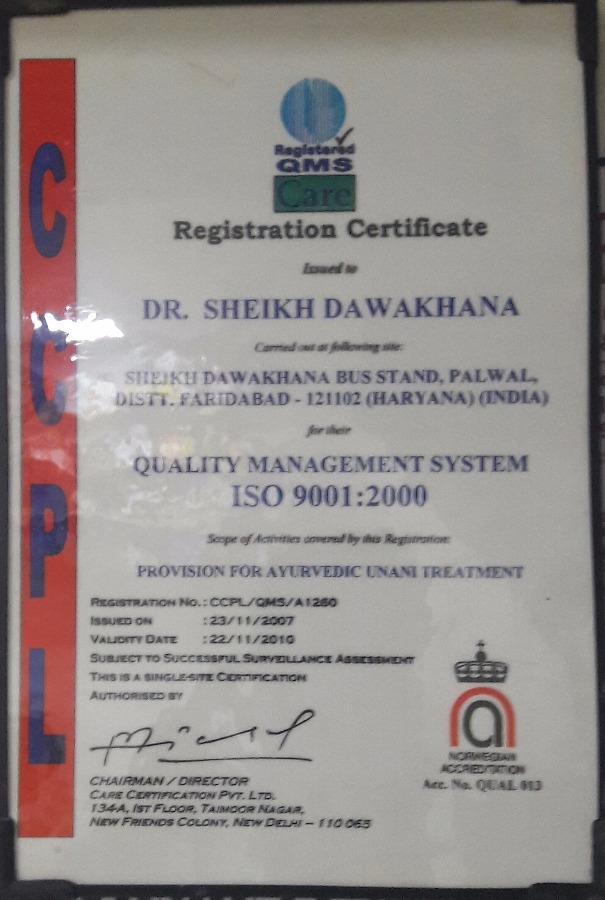 CCPL
Registered
QMS
Care
Registration Certificate
Issued to
DR. SHEIKH DAWAKHANA
Carried out at following site:
SHEIKH DAWAKHANA BUS STAND, PALWAL,
DISTT. FARIDABAD - 121102 (HARYANA) (INDIA)
for their
QUALITY MANAGEMENT SYSTEM
ISO 9001:2000
Scope of Activities covered by this Registration:
PROVISION FOR AYURVEDIC UNANI TREATMENT
REGISTRATION NO. : CCPL/QMS/A1260
ISSUED ON : 23/11/2007
VALIDITY DATE : 22/11/2010
SUBJECT TO SUCCESSFUL SURVEILLANCE ASSESSMENT
THIS IS A SINGLE-SITE CERTIFICATION
AUTHORISED BY
CHAIRMAN / DIRECTOR
CARE CERTIFICATION PVT. LTD.
134-A, IST FLOOR, TAIMOOR NAGAR,
NEW FRIENDS COLONY, NEW DELHI – 110 065
NORWEGIAN
ACCREDITATION
Acc. No. QUAL 013